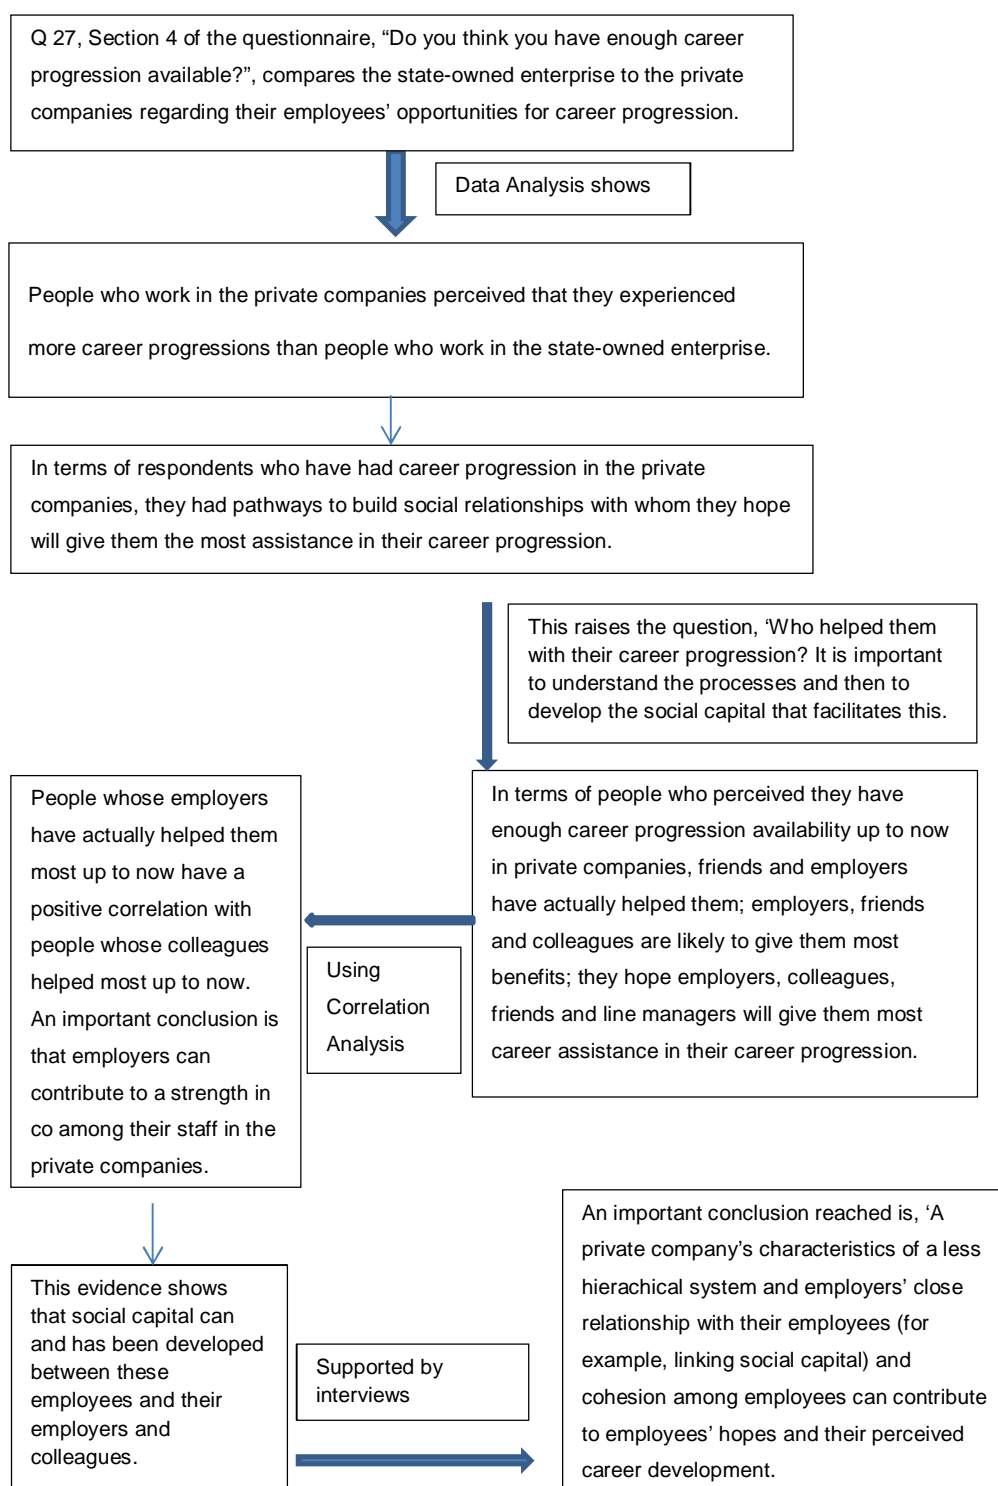 Q 27, Section 4 of the questionnaire, “Do you think you have enough career
progression available?”, compares the state-owned enterprise to the private
companies regarding their employees’ opportunities for career progression.
Data Analysis shows
People who work in the private companies perceived that they experienced
more career progressions than people who work in the state-owned enterprise.
In terms of respondents who have had career progression in the private
companies, they had pathways to build social relationships with whom they hope
will give them the most assistance in their career progression.
This raises the question, ‘Who helped them
with their career progression? It is important
to understand the processes and then to
develop the social capital that facilitates this.
In terms of people who perceived they have
enough career progression availability up to now
in private companies, friends and employers
have actually helped them; employers, friends
and colleagues are likely to give them most
benefits; they hope employers, colleagues,
friends and line managers will give them most
career assistance in their career progression.
Using
Correlation
Analysis
People whose employers
have actually helped them
most up to now have a
positive correlation with
people whose colleagues
helped most up to now.
An important conclusion is
that employers can
contribute to a strength in
co among their staff in the
private companies.
This evidence shows
that social capital can
and has been developed
between these
employees and their
employers and
colleagues.
Supported by
interviews
An important conclusion reached is, ‘A
private company’s characteristics of a less
hierachical system and employers’ close
relationship with their employees (for
example, linking social capital) and
cohesion among employees can contribute
to employees’ hopes and their perceived
career development.